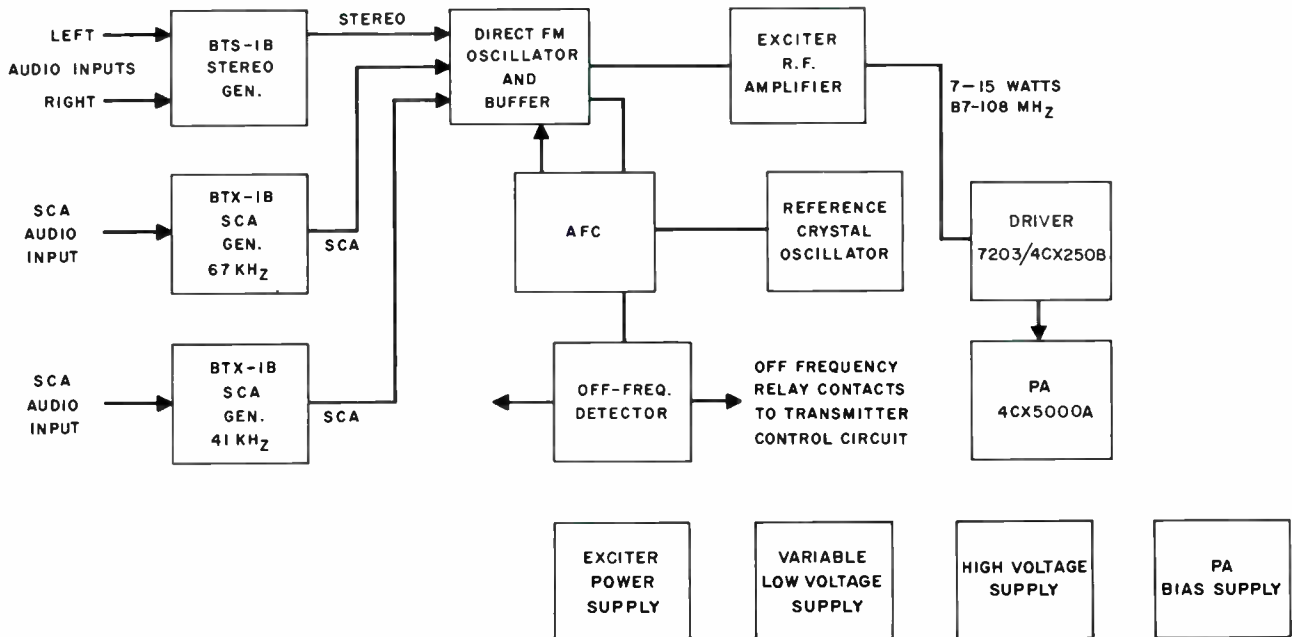 LEFT
AUDIO INPUTS
RIGHT
BTS-1B
STEREO
GEN.
STEREO
DIRECT FM
OSCILLATOR
AND
BUFFER
EXCITER
R.F.
AMPLIFIER
7-15 WATTS
87-108 MHZ
SCA
AUDIO
INPUT
BTX-1B
SCA
GEN.
67 KHZ
SCA
AFC
REFERENCE
CRYSTAL
OSCILLATOR
DRIVER
7203/4CX250B
SCA
AUDIO
INPUT
BTX-1B
SCA
GEN.
41 KHZ
SCA
OFF-FREQ.
DETECTOR
OFF FREQUENCY
RELAY CONTACTS
TO TRANSMITTER
CONTROL CIRCUIT
PA
4CX5000A
EXCITER
POWER
SUPPLY
VARIABLE
LOW VOLTAGE
SUPPLY
HIGH VOLTAGE
SUPPLY
PA
BIAS SUPPLY